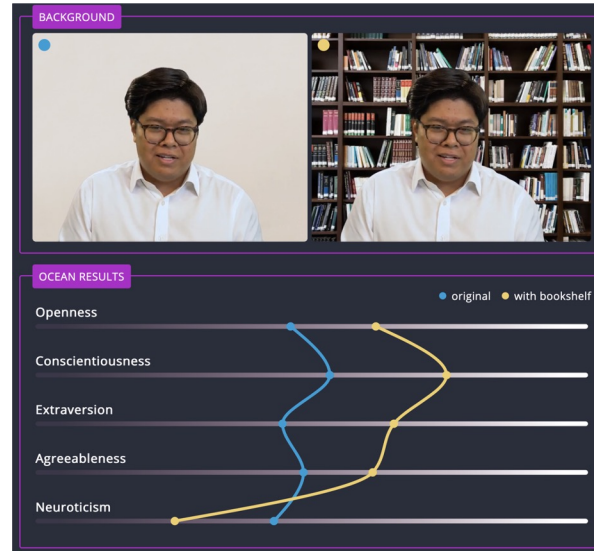 BACKGROUND
OCEAN RESULTS
original with bookshelf
Openness
Conscientiousness
Extraversion
Agreeableness
Neuroticism